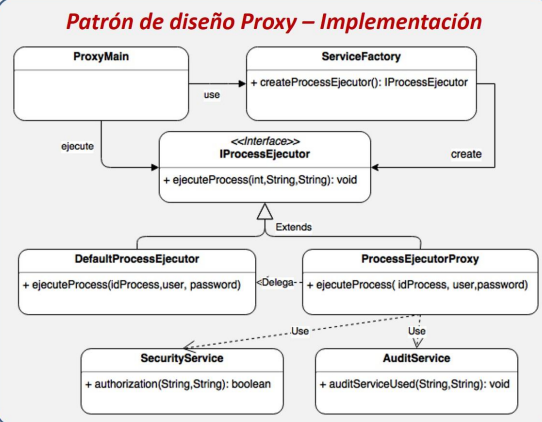 Patrón de diseño Proxy – Implementación
ProxyMain
ServiceFactory
+ createProcessEjecutor(): IProcessEjecutor
use
ejecute
<<Interface>>
IProcessEjecutor
create
+ ejecuteProcess(int,String,String): void
Extends
DefaultProcessEjecutor
ProcessEjecutorProxy
+ ejecuteProcess(idProcess,user, password)
<Delega-
+ ejecuteProcess( idProcess, user,password)
Use
Use
SecurityService
AuditService
+ authorization(String,String): boolean
+ auditServiceUsed(String,String): void